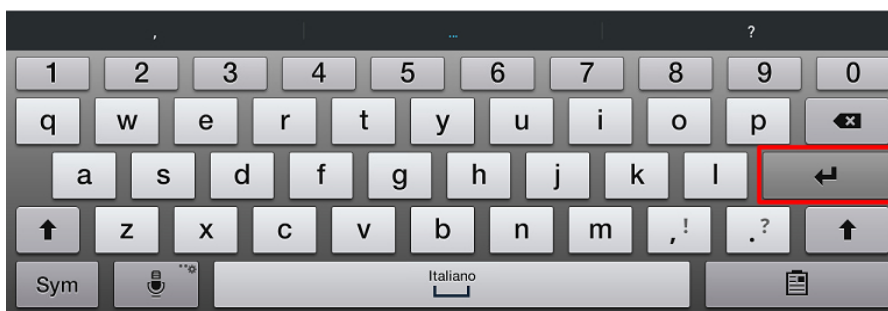 , ... ?
1 2 3 4 5 6 7 8 9 0
q w e r t y u i o p
a s d f g h j k l
z x c v b n m , ! . ?
Sym Italiano